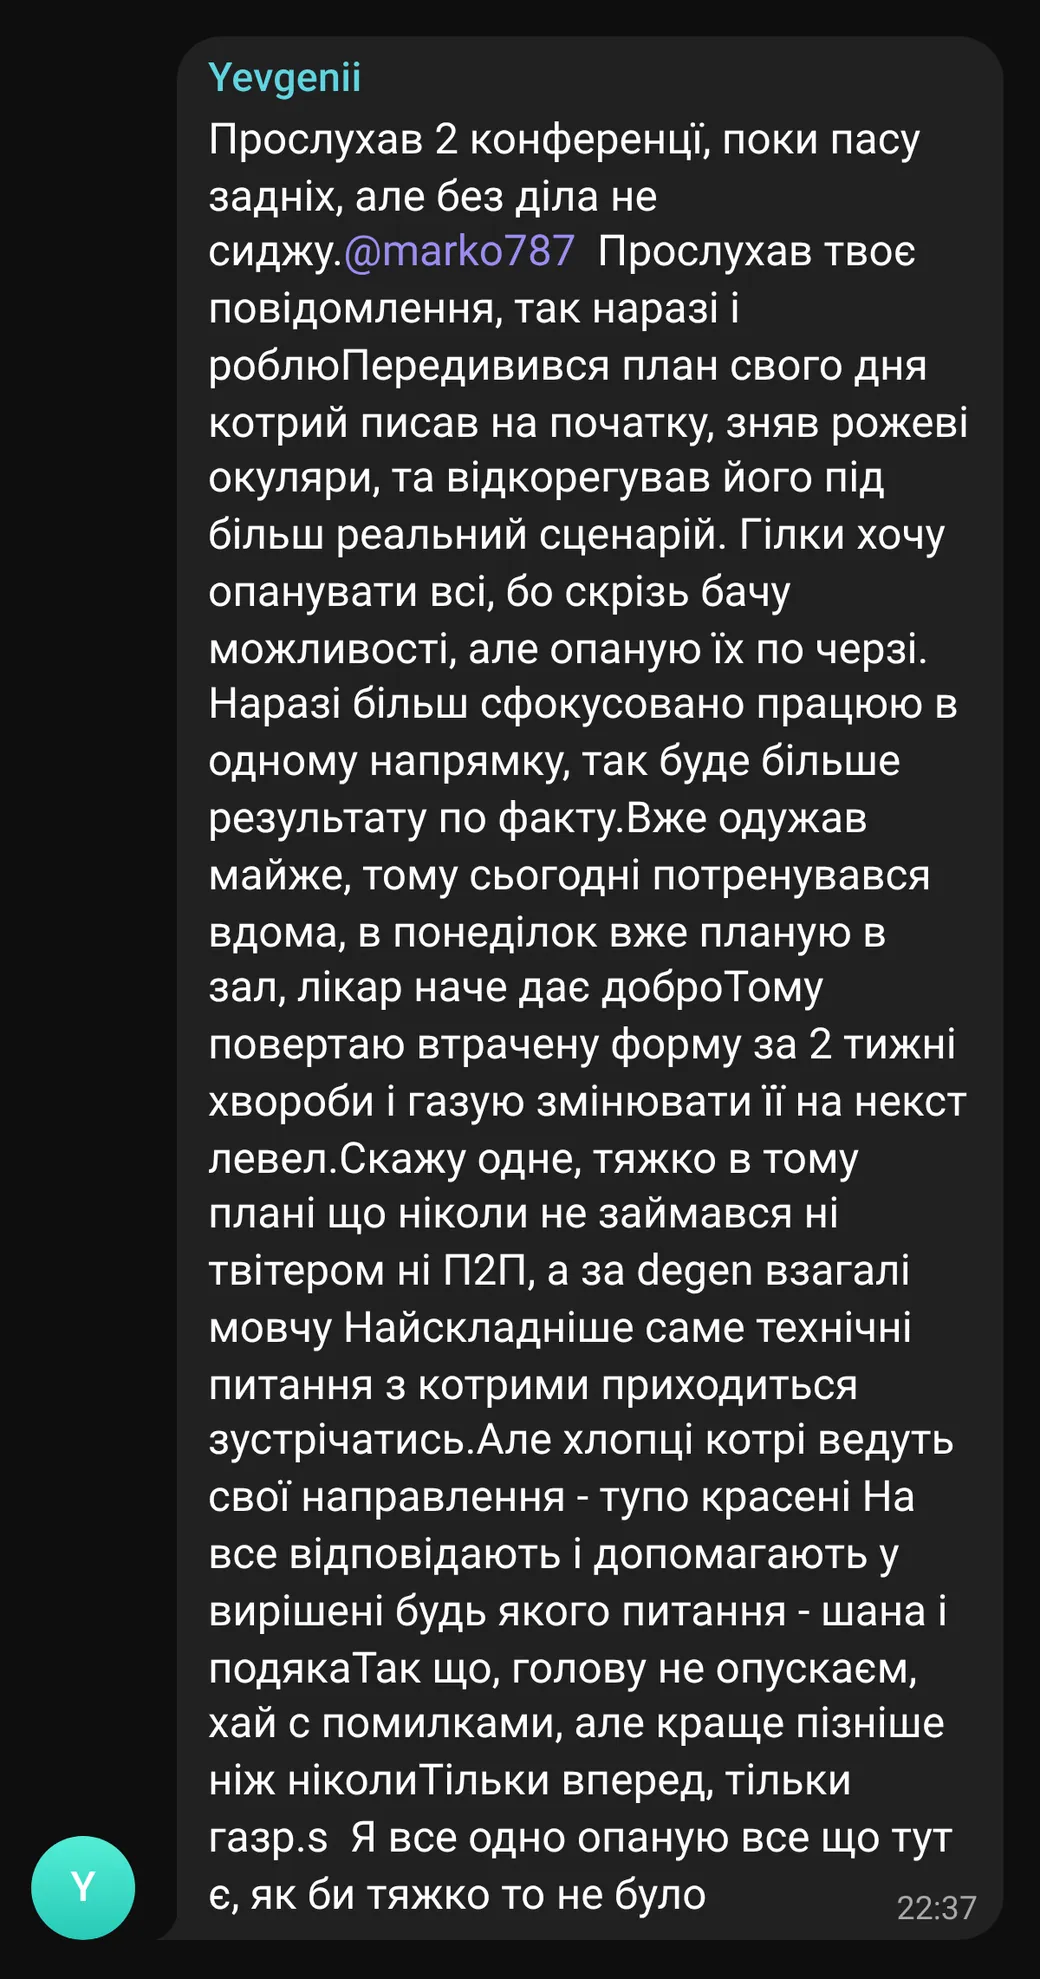 Yevgenii
Прослухав 2 конференцї, поки пасу
задніх, але без діла не
сиджу.@marko787  Прослухав твоє
повідомлення, так наразі і
роблюПередивився план свого дня
котрий писав на початку, зняв рожеві
окуляри, та відкорегував його під
більш реальний сценарій. Гілки хочу
опанувати всі, бо скрізь бачу
можливості, але опаную їх по черзі.
Наразі більш сфокусовано працюю в
одному напрямку, так буде більше
результату по факту.Вже одужав
майже, тому сьогодні потренувався
вдома, в понеділок вже планую в
зал, лікар наче дає доброТому
повертаю втрачену форму за 2 тижні
хвороби і газую змінювати її на некст
левел.Скажу одне, тяжко в тому
плані що ніколи не займався ні
твітером ні П2П, а за degen взагалі
мовчу Найскладніше саме технічні
питання з котрими приходиться
зустрічатись.Але хлопці котрі ведуть
свої направлення - тупо красені На
все відповідають і допомагають у
вирішені будь якого питання - шана і
подякаТак що, голову не опускаєм,
хай с помилками, але краще пізніше
ніж ніколиТільки вперед, тільки
газp.s  Я все одно опаную все що тут
є, як би тяжко то не було
22:37
Y